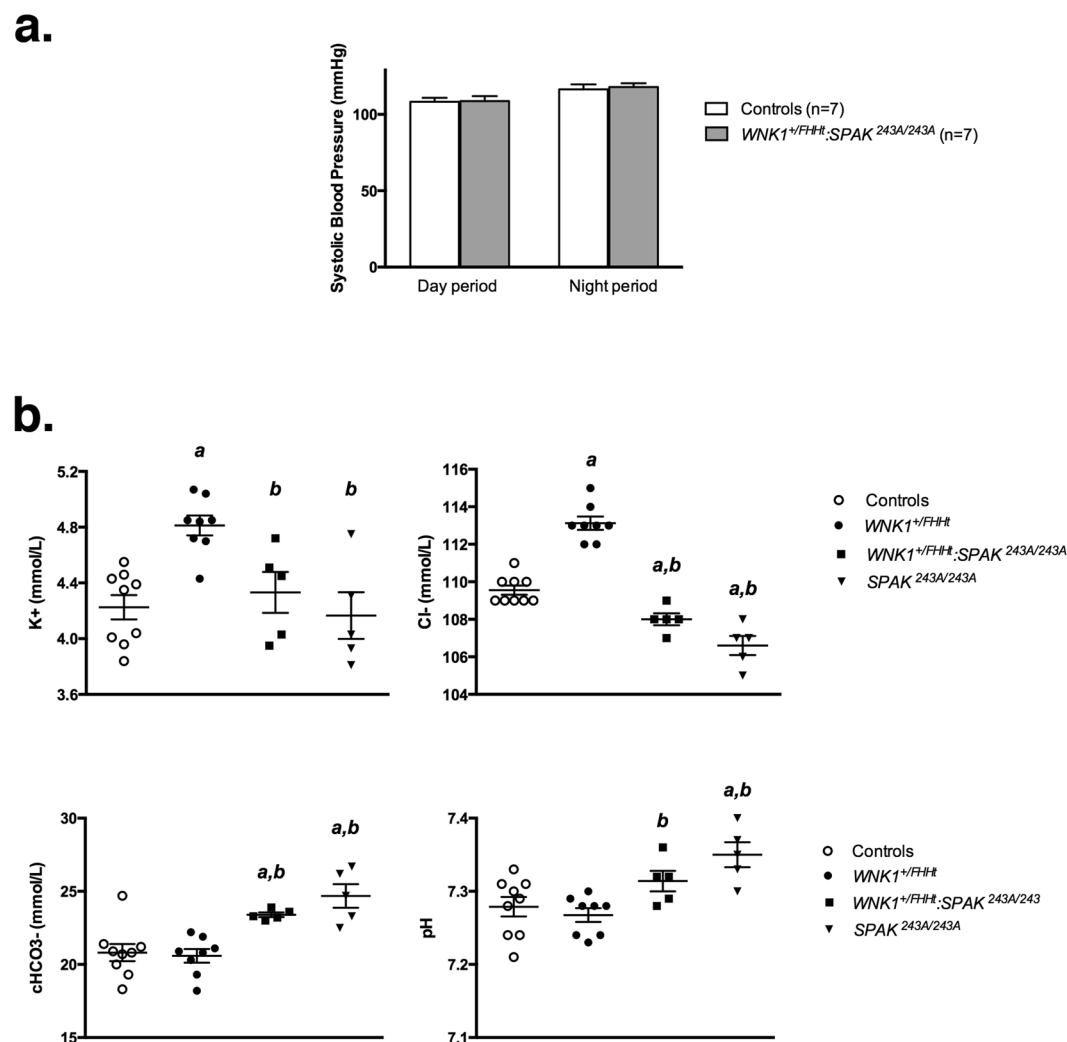 a.
Systolic Blood Pressure (mmHg)
100
50
0
Day period
Night period
Controls (n=7)
WNK1+/FHHt:SPAK 243A/243A (n=7)
b.
K+ (mmol/L)
5.2
4.8
4.4
4.0
3.6
a
b
b
Cl- (mmol/L)
116
114
112
110
108
106
104
a
a,b
a,b
Controls
WNK1+/FHHt
WNK1+/FHHt:SPAK 243A/243A
SPAK 243A/243A
cHCO3- (mmol/L)
30
25
20
15
a,b
a,b
pH
7.4
7.3
7.2
7.1
b
a,b
Controls
WNK1+/FHHt
WNK1+/FHHt:SPAK 243A/243
SPAK 243A/243A